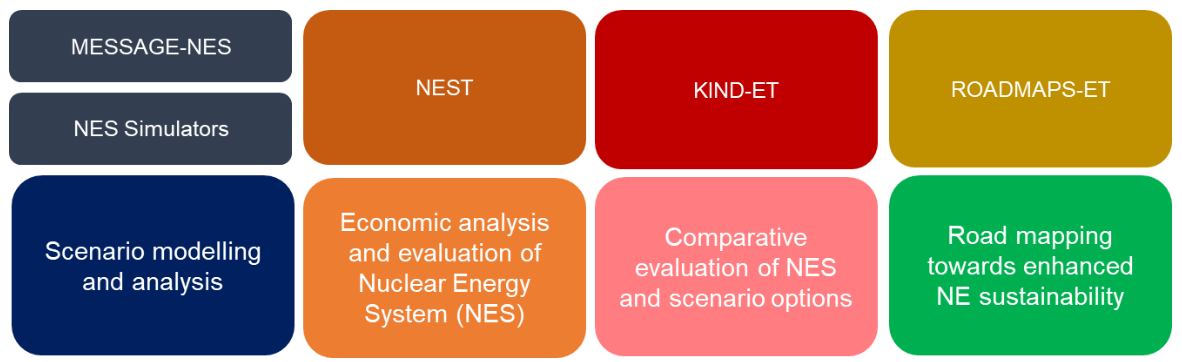 MESSAGE-NES
NES Simulators
NEST
KIND-ET
ROADMAPS-ET
Scenario modelling
and analysis
Economic analysis
and evaluation of
Nuclear Energy
System (NES)
Comparative
evaluation of NES
and scenario options
Road mapping
towards enhanced
NE sustainability